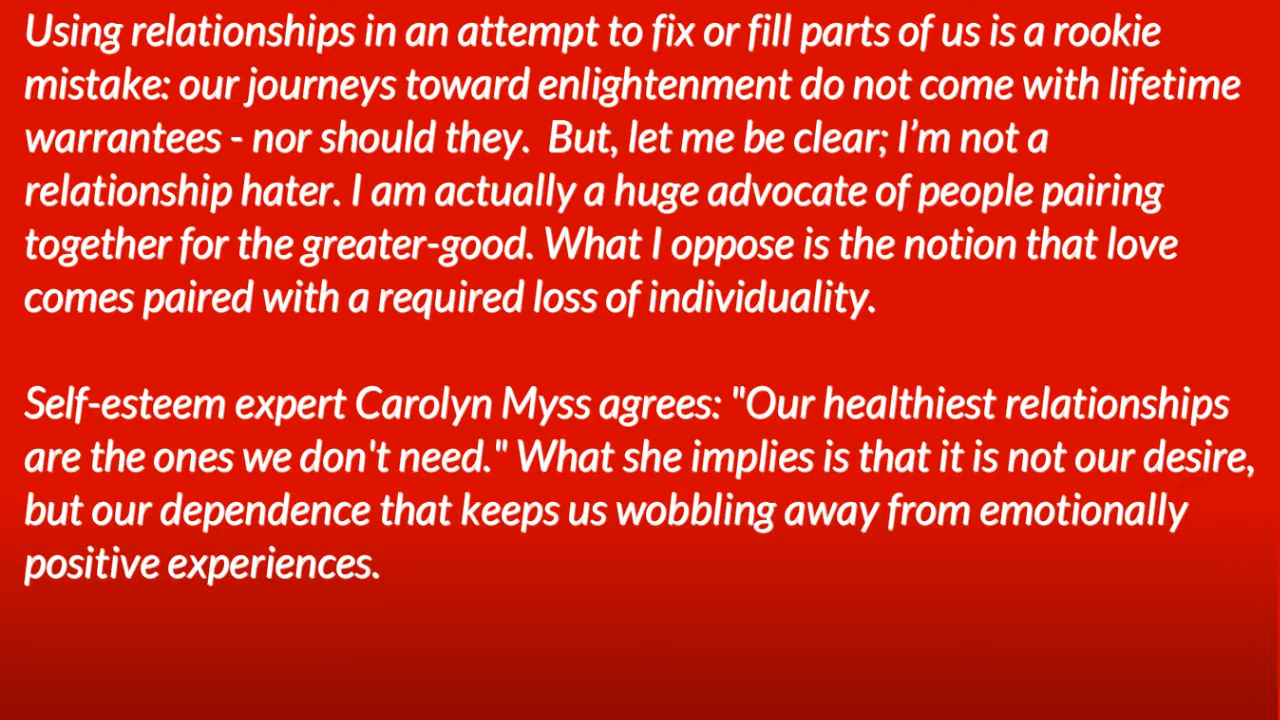 Using relationships in an attempt to fix or fill parts of us is a rookie
mistake: our journeys toward enlightenment do not come with lifetime
warrantees - nor should they.  But, let me be clear; I’m not a
relationship hater. I am actually a huge advocate of people pairing
together for the greater-good. What I oppose is the notion that love
comes paired with a required loss of individuality.
Self-esteem expert Carolyn Myss agrees: "Our healthiest relationships
are the ones we don't need." What she implies is that it is not our desire,
but our dependence that keeps us wobbling away from emotionally
positive experiences.